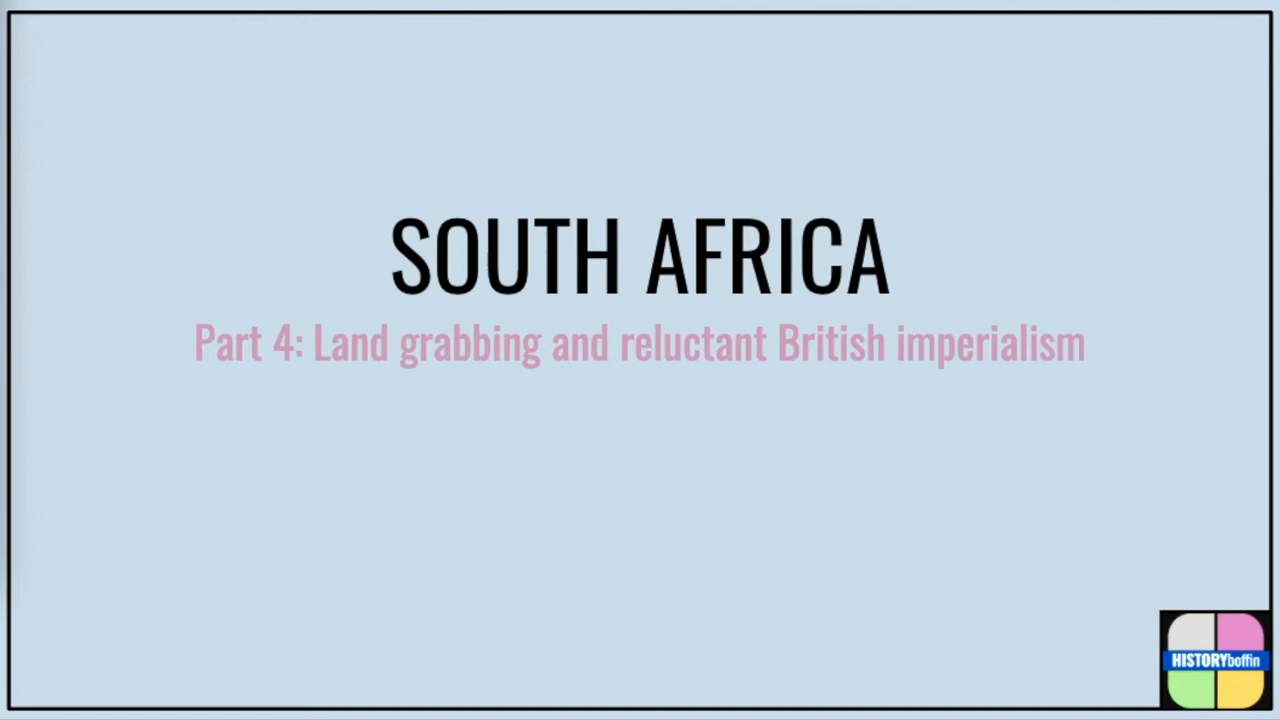 SOUTH AFRICA
Part 4: Land grabbing and reluctant British imperialism
HISTORYboffin